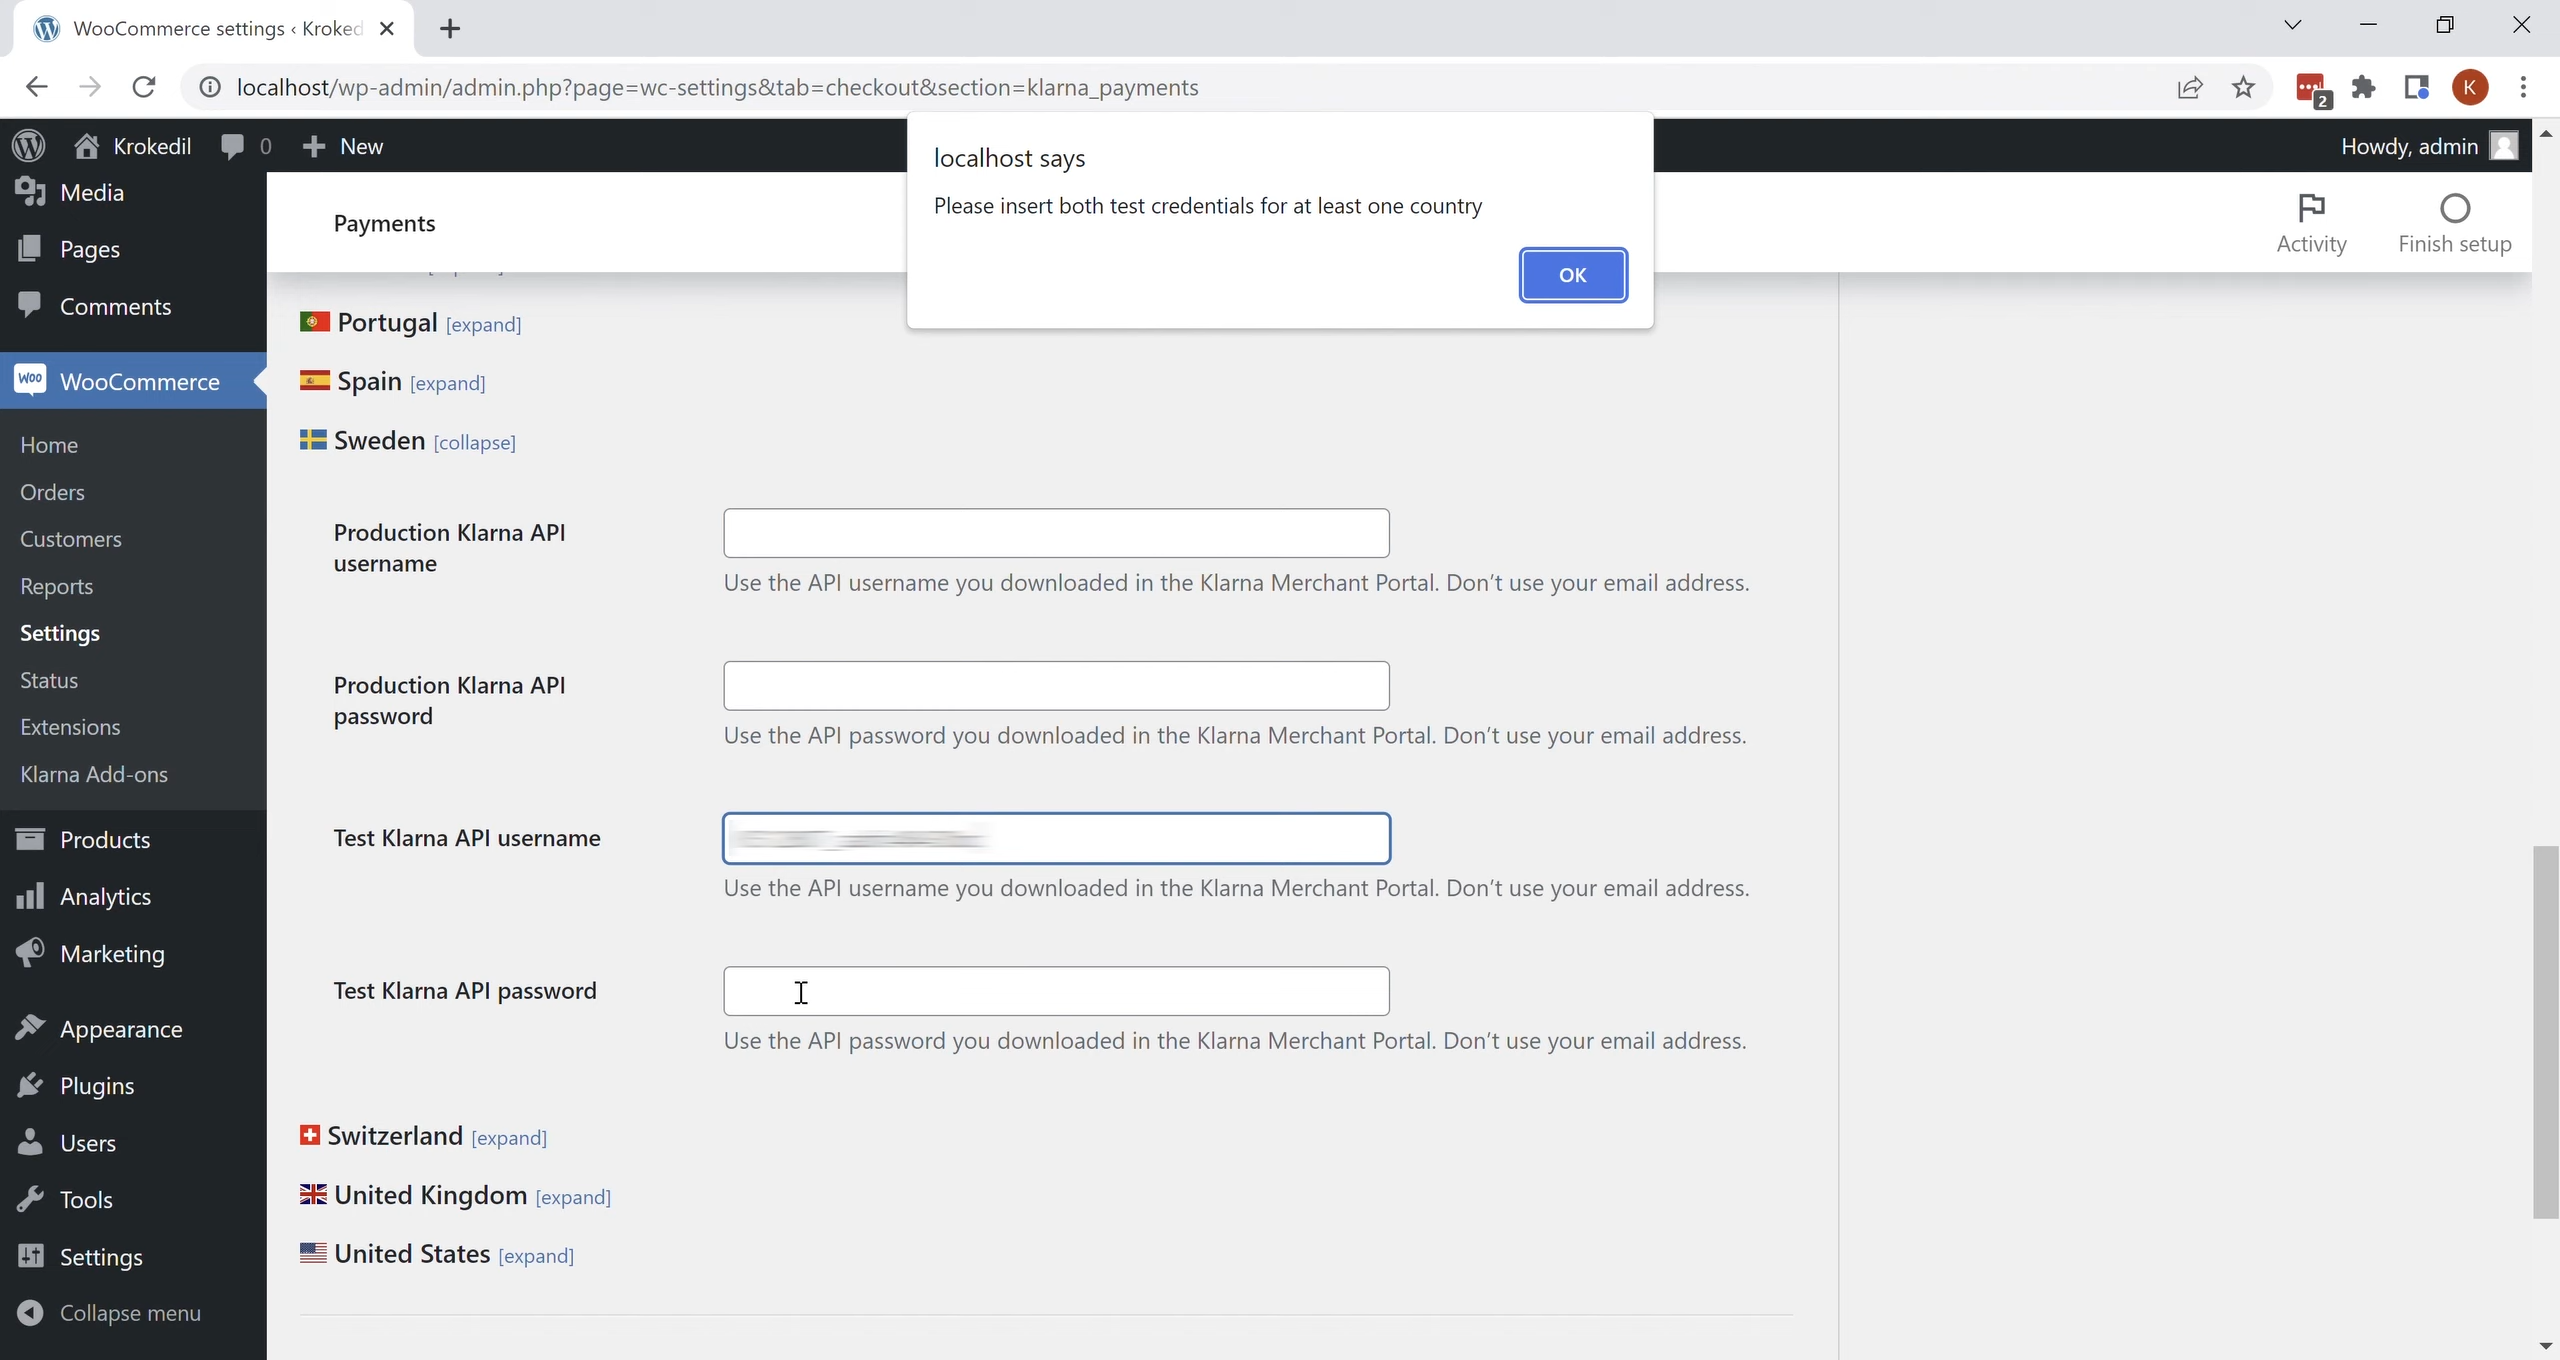 WooCommerce settings ‹ Kroked
localhost/wp-admin/admin.php?page=wc-settings&tab=checkout&section=klarna_payments
2
K
Krokedil
0
New
Howdy, admin
localhost says
Please insert both test credentials for at least one country
OK
Media
Pages
Comments
Woo
WooCommerce
Home
Orders
Customers
Reports
Settings
Status
Extensions
Klarna Add-ons
Products
Analytics
Marketing
Appearance
Plugins
Users
Tools
Settings
Collapse menu
Payments
Activity
Finish setup
Portugal [expand]
Spain [expand]
Sweden [collapse]
Production Klarna API
username
Use the API username you downloaded in the Klarna Merchant Portal. Don't use your email address.
Production Klarna API
password
Use the API password you downloaded in the Klarna Merchant Portal. Don't use your email address.
Test Klarna API username
Use the API username you downloaded in the Klarna Merchant Portal. Don't use your email address.
Test Klarna API password
Use the API password you downloaded in the Klarna Merchant Portal. Don't use your email address.
Switzerland [expand]
United Kingdom [expand]
United States [expand]